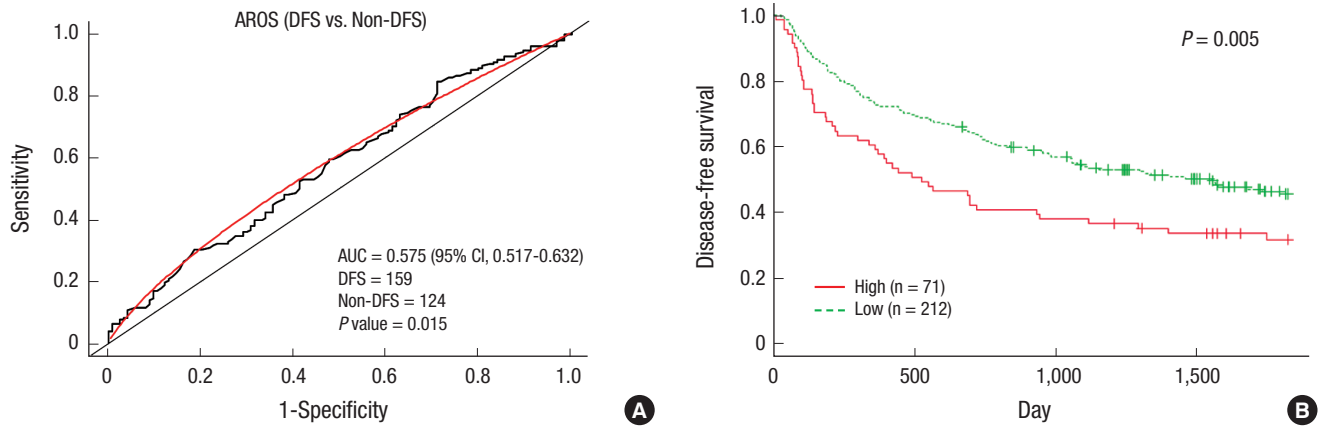 AROS (DFS vs. Non-DFS)
Sensitivity
1.0
0.8
0.6
0.4
0.2
0
AUC = 0.575 (95% CI, 0.517-0.632)
DFS = 159
Non-DFS = 124
P value = 0.015
0 0.2 0.4 0.6 0.8 1.0
1-Specificity
A
Disease-free survival
1.0
0.8
0.6
0.4
0.2
0
P = 0.005
High (n = 71)
Low (n = 212)
0 500 1,000 1,500
Day
B